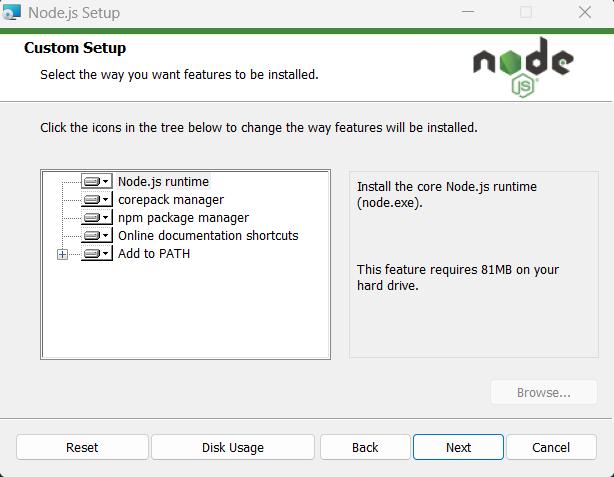 Node.js Setup
Custom Setup
Select the way you want features to be installed.
node
JS
Click the icons in the tree below to change the way features will be installed.
Node.js runtime
corepack manager
npm package manager
Online documentation shortcuts
Add to PATH
Install the core Node.js runtime
(node.exe).
This feature requires 81MB on your
hard drive.
Browse...
Reset
Disk Usage
Back
Next
Cancel